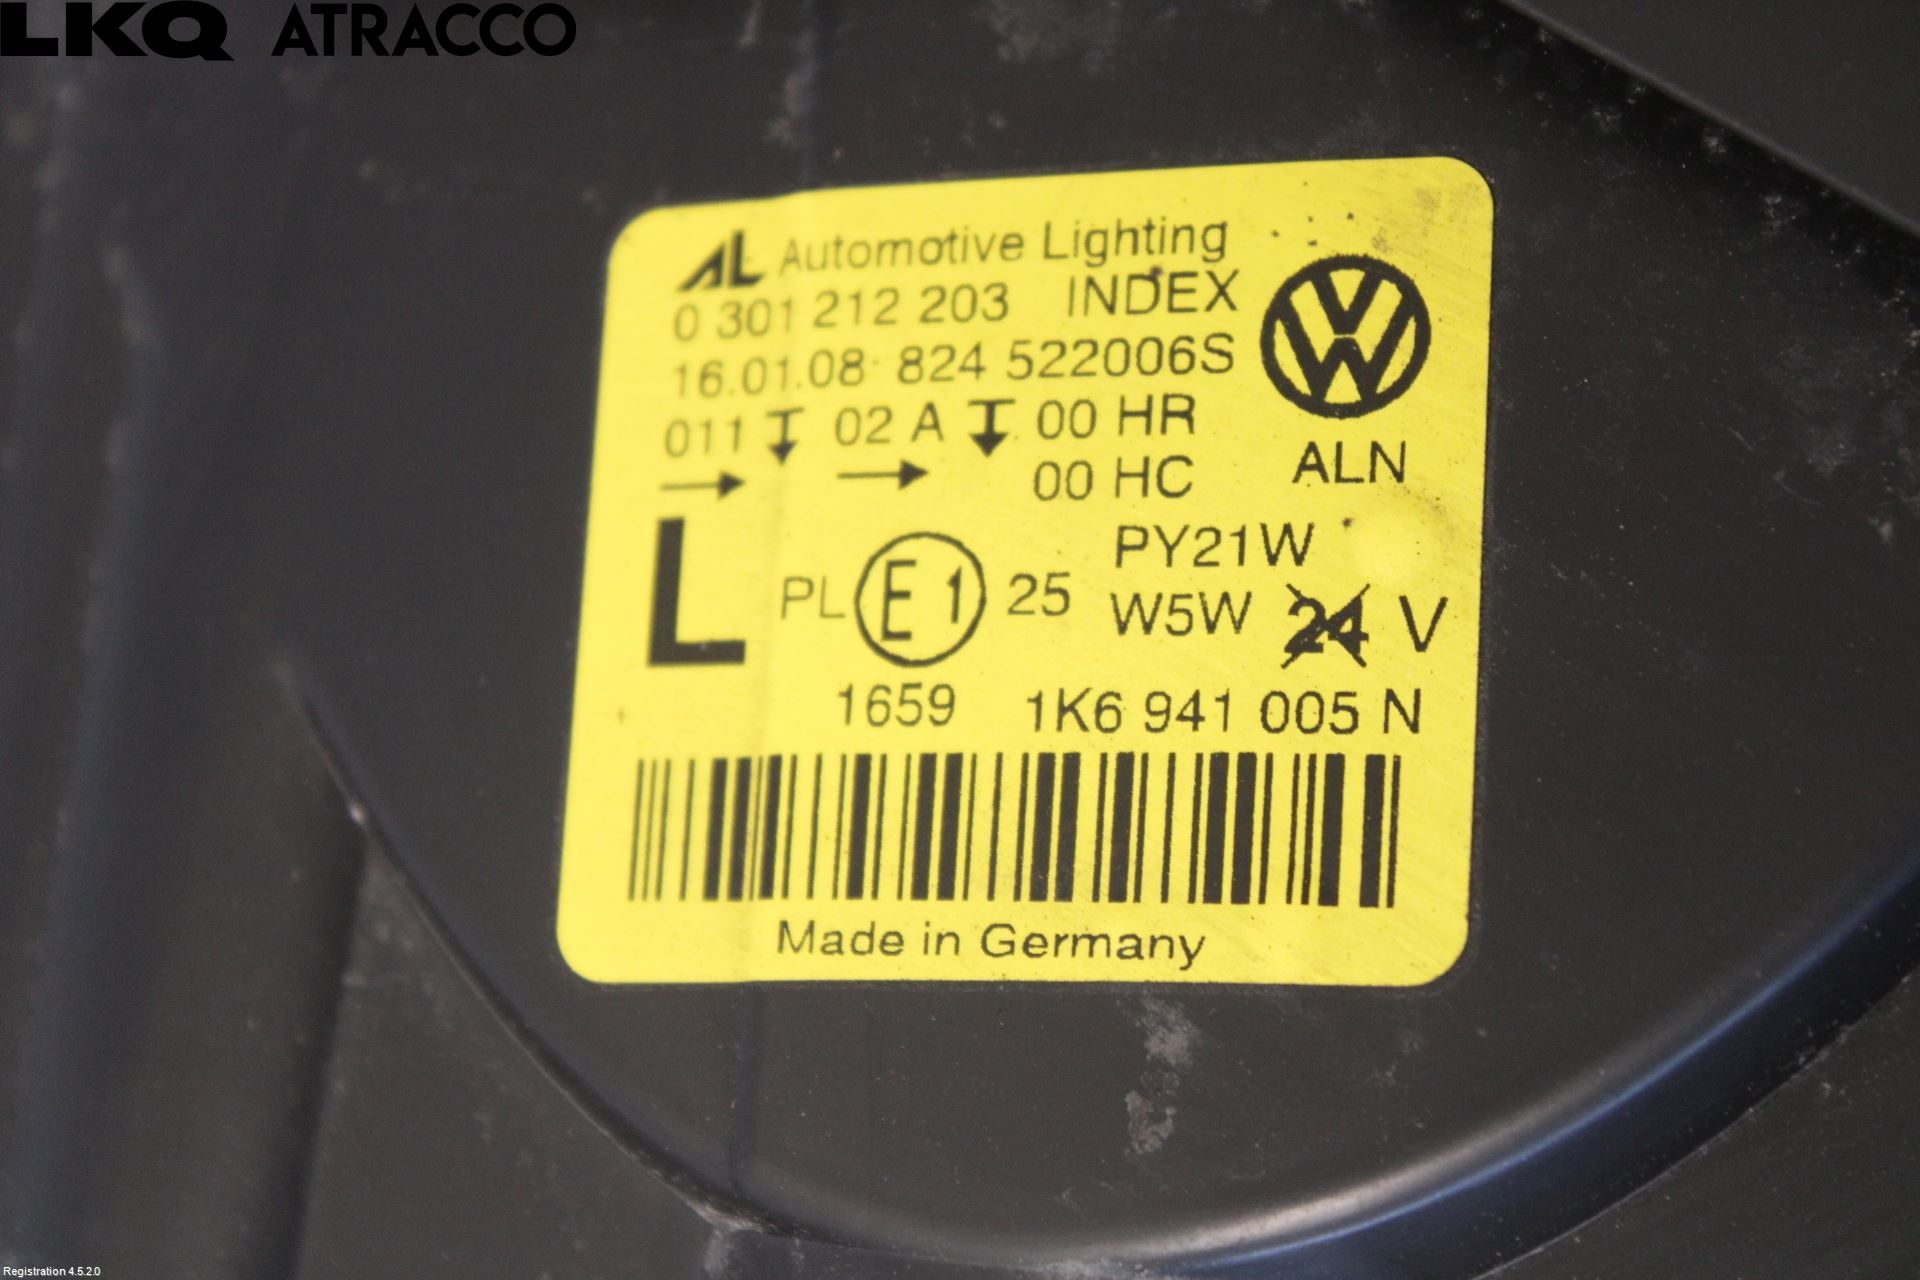 LKQ ATRACCO
AL Automotive Lighting
0 301 212 203 INDEX
16.01.08 824 522006S
011 02 A 00 HR
00 HC
ALN
L
PL E1 25
PY21W
W5W 24 V
1659 1K6 941 005 N
Made in Germany
Registration 4.5.2.0